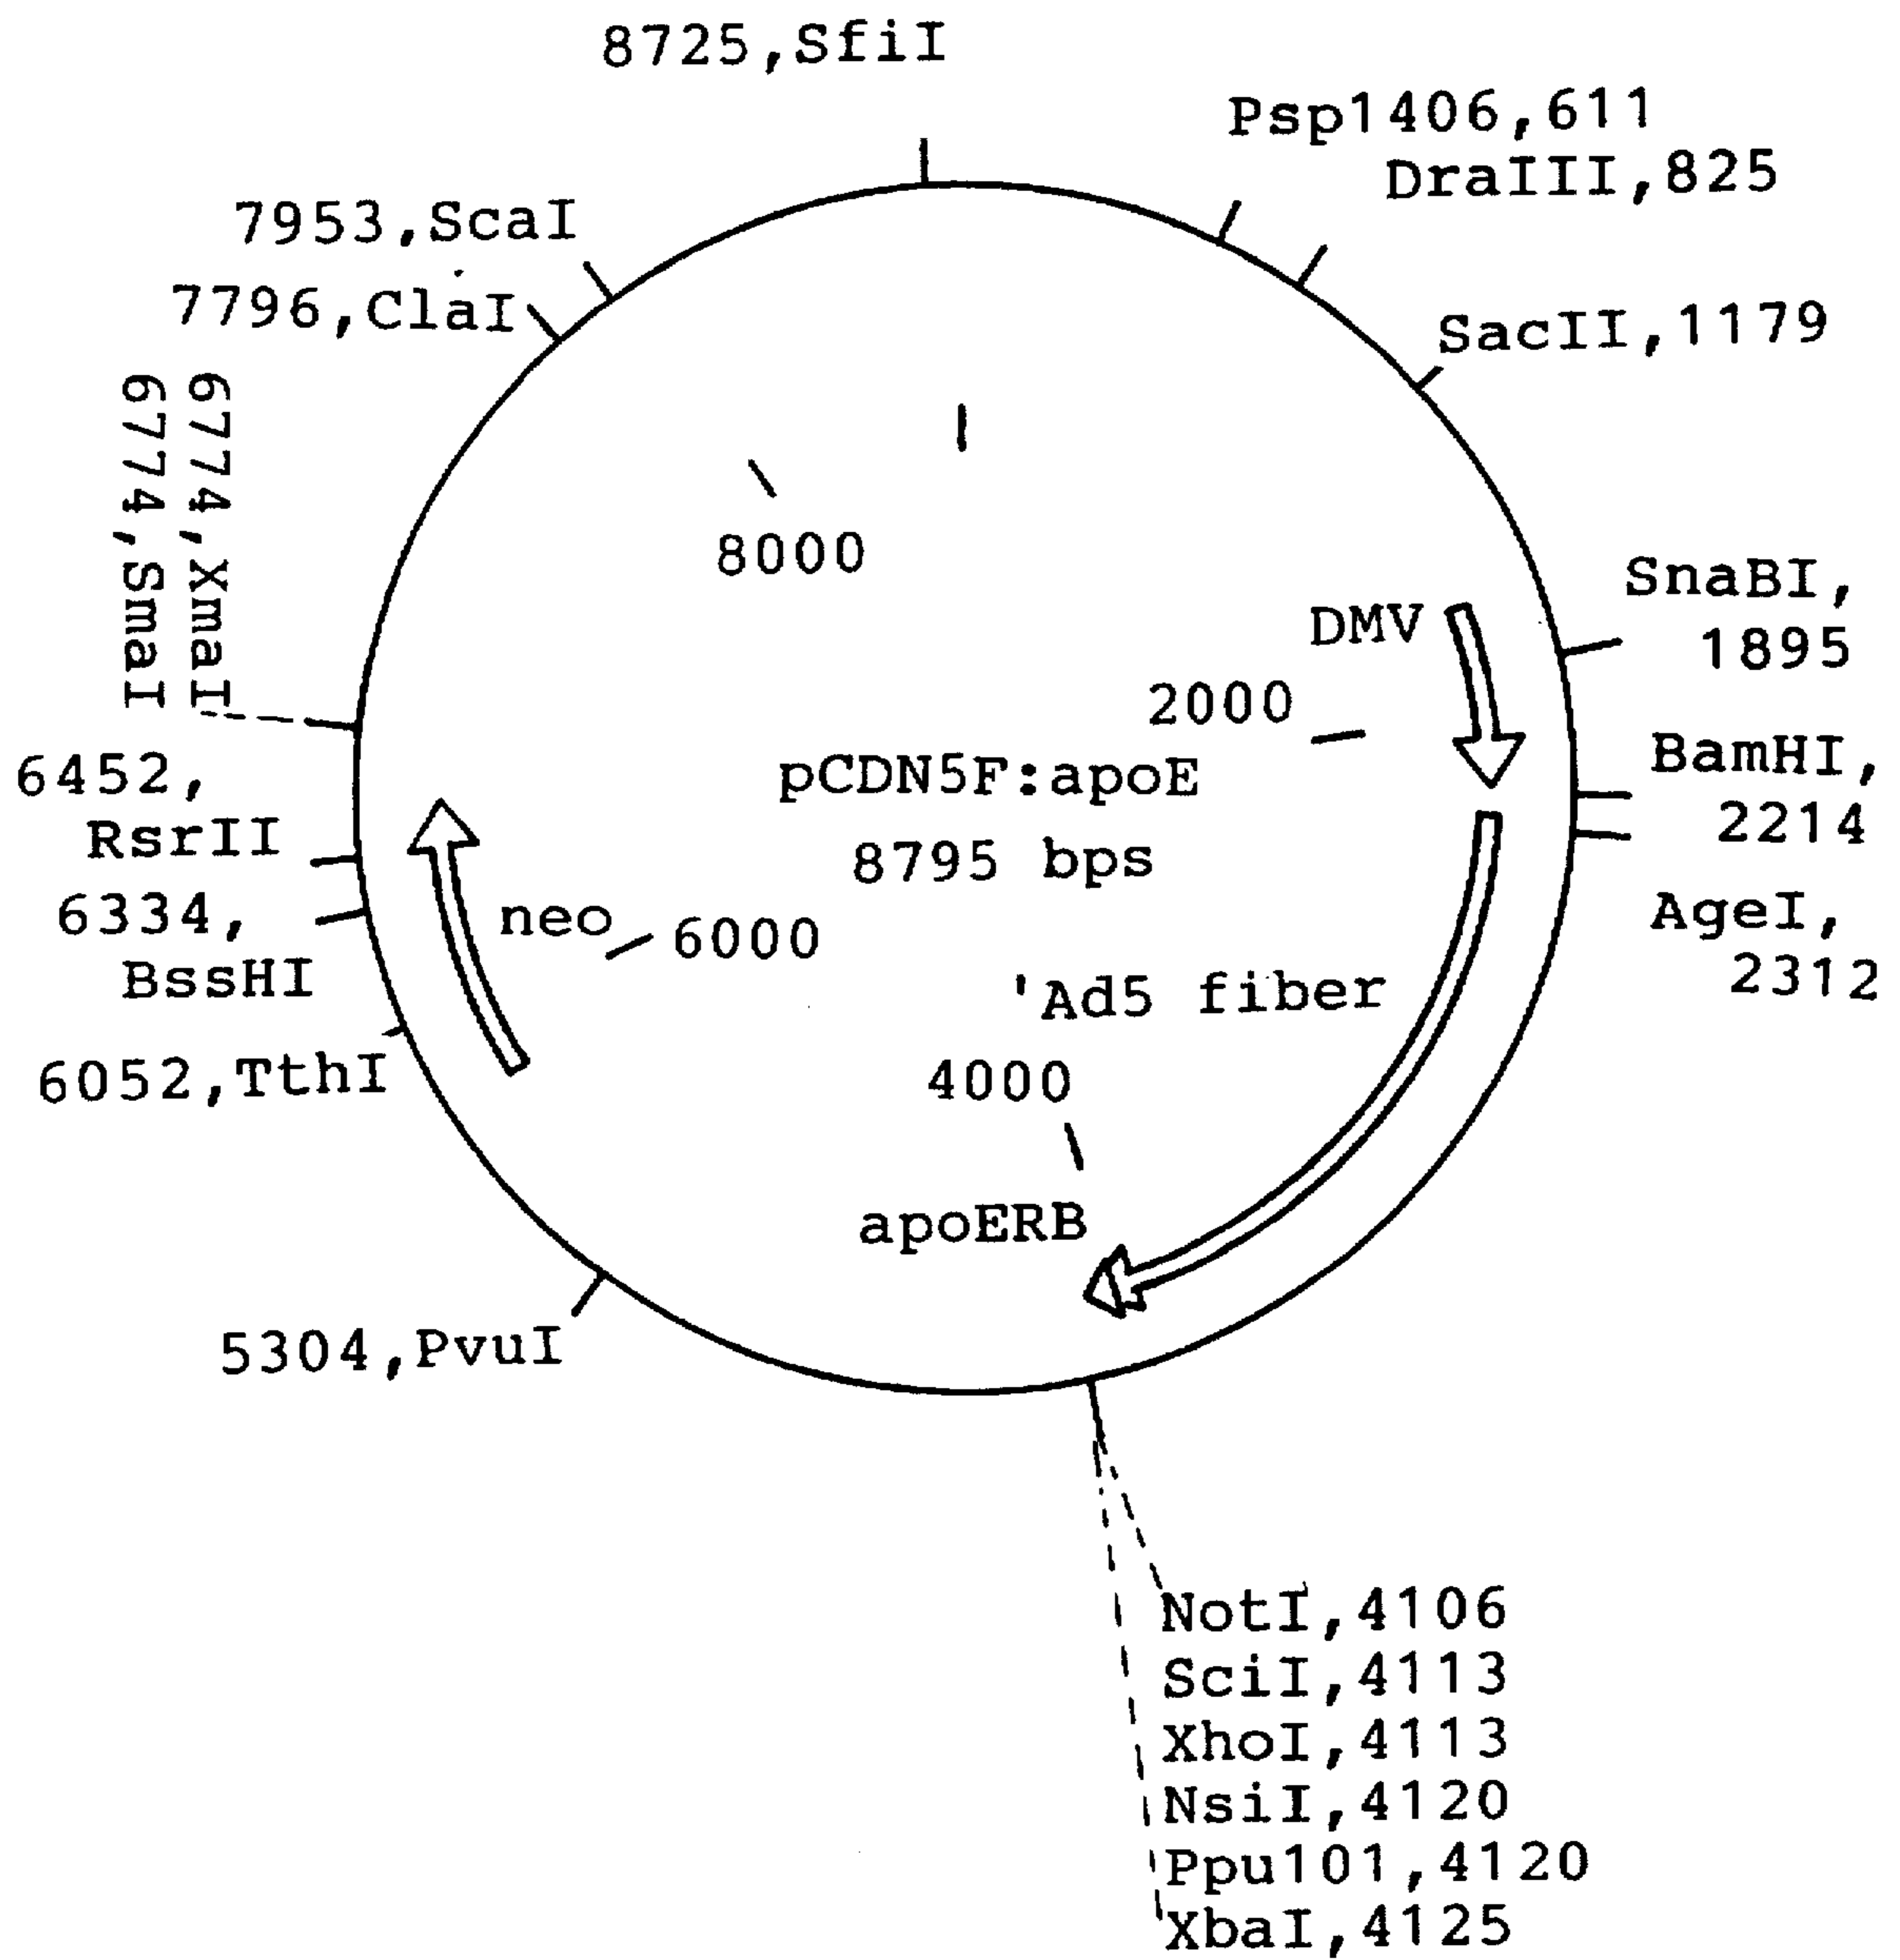 8725,SfiI
Psp1406,611
DraIII,825
7953,ScaI
7796,ClaI
SacII,1179
6774,XmaI
6774,SmaI
8000
SnaBI,
1895
DMV
2000
BamHI,
2214
pCDN5F:apoE
8795 bps
6452,
RsrII
6334,
BssHI
neo
6000
AgeI,
2312
'Ad5 fiber
6052,TthI
4000
apoERB
5304,PvuI
NotI,4106
SciI,4113
XhoI,4113
NsiI,4120
Ppu101,4120
XbaI,4125